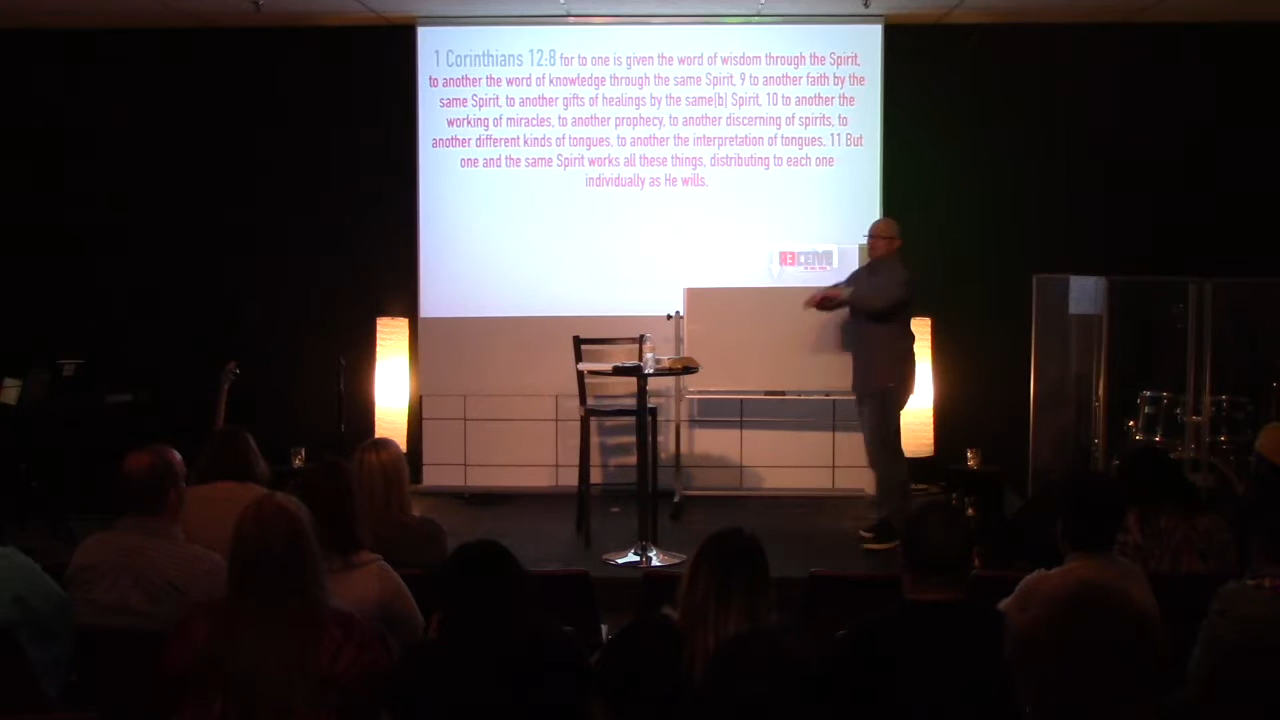 1 Corinthians 12:8 for to one is given the word of wisdom through the Spirit,
to another the word of knowledge through the same Spirit, 9 to another faith by the
same Spirit, to another gifts of healings by the same[b] Spirit, 10 to another the
working of miracles, to another prophecy, to another discerning of spirits, to
another different kinds of tongues, to another the interpretation of tongues. 11 But
one and the same Spirit works all these things, distributing to each one
individually as He wills.
RECEIVE